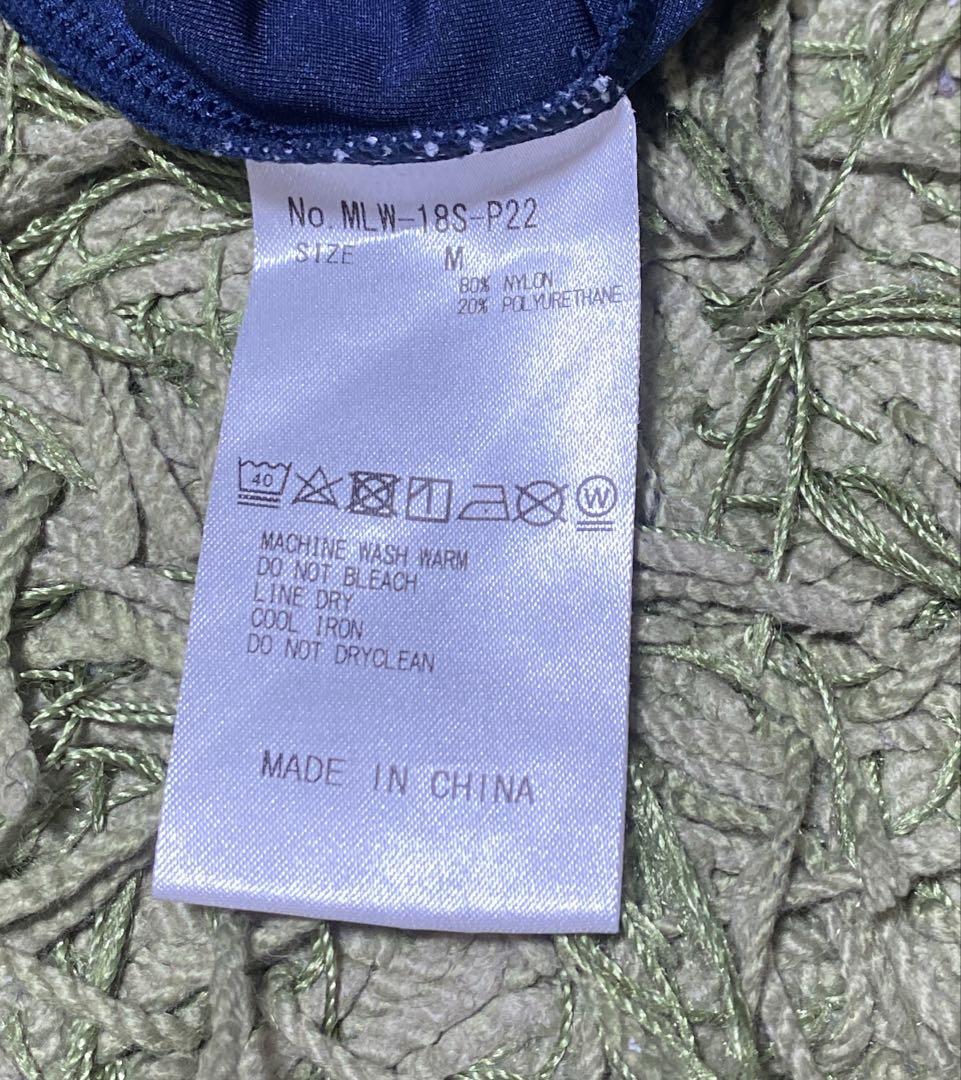 No. MLW-18S-P22
SIZE M
80% NYLON
20% POLYURETHANE
40
W
MACHINE WASH WARM
DO NOT BLEACH
LINE DRY
COOL IRON
DO NOT DRYCLEAN
MADE IN CHINA